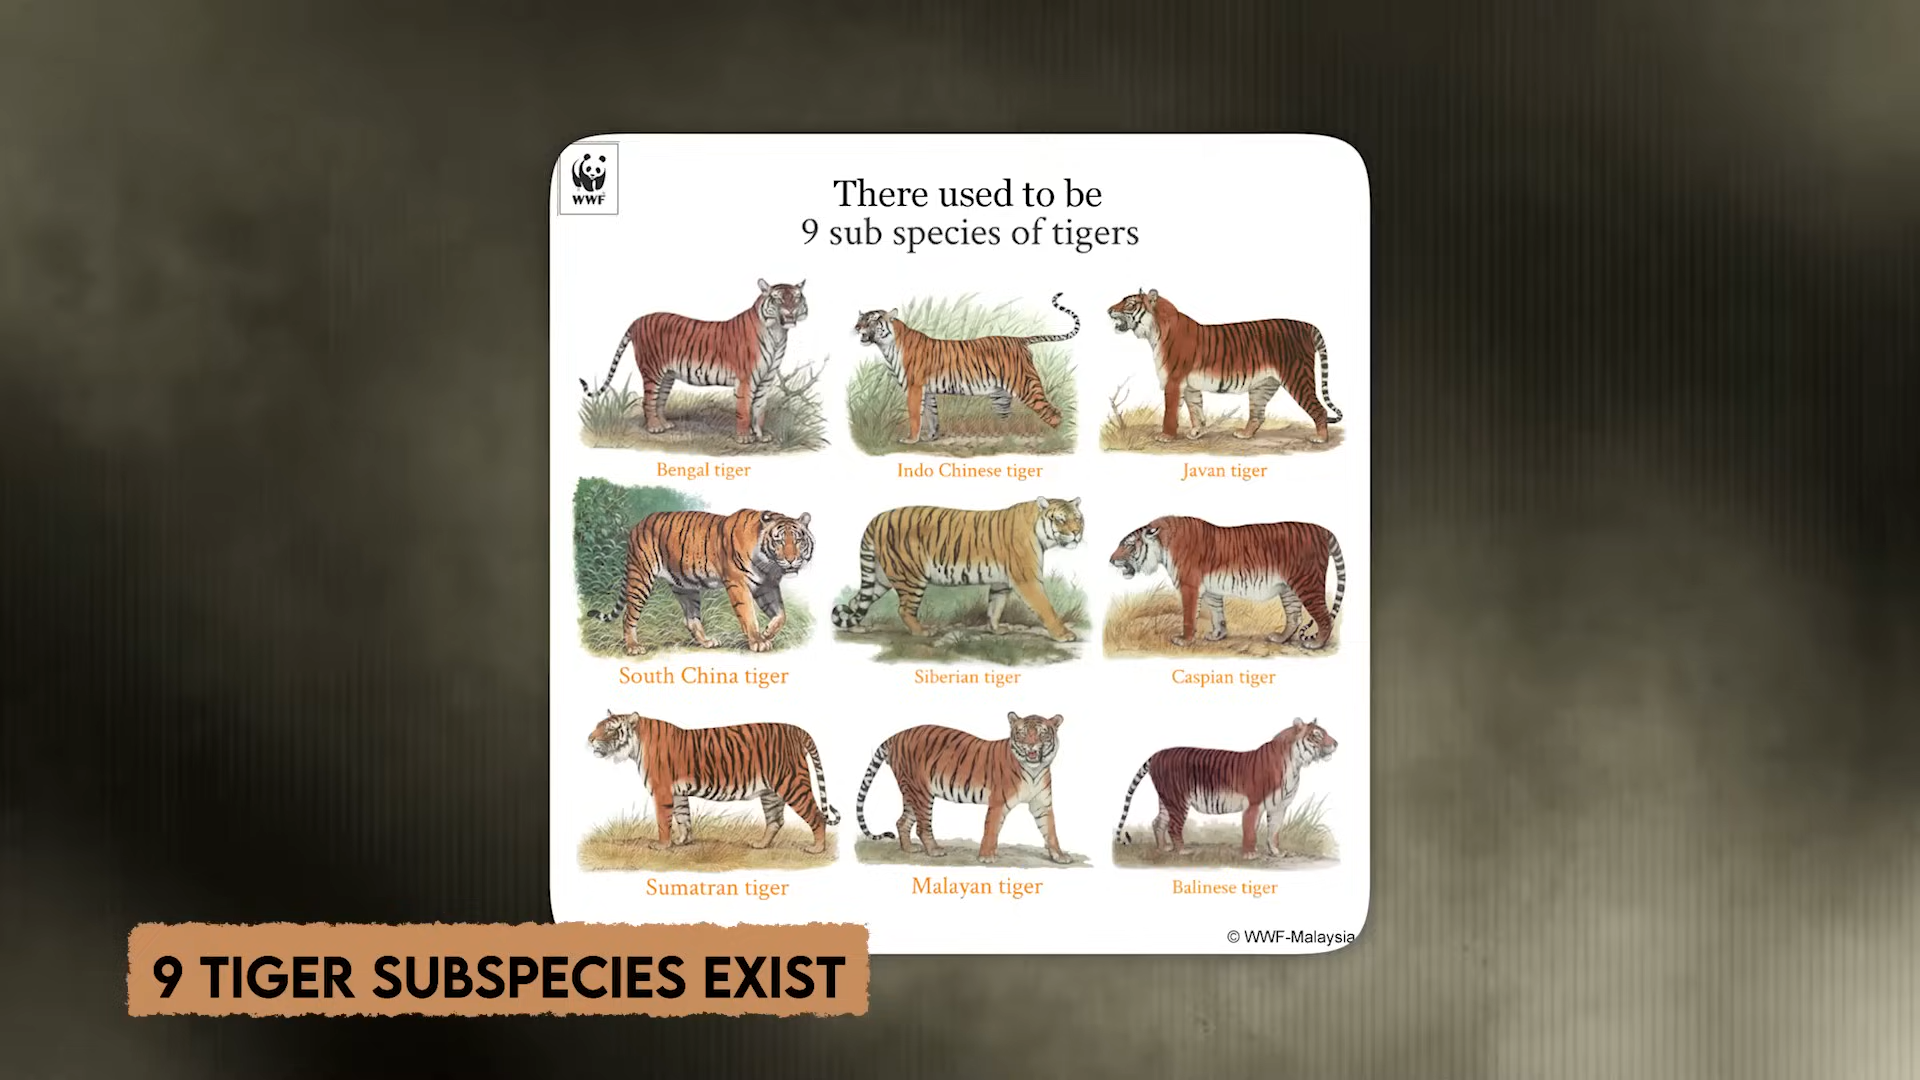 WWF
There used to be
9 sub species of tigers
Bengal tiger
Indo Chinese tiger
Javan tiger
South China tiger
Siberian tiger
Caspian tiger
Sumatran tiger
Malayan tiger
Balinese tiger
© WWF-Malaysia
9 TIGER SUBSPECIES EXIST